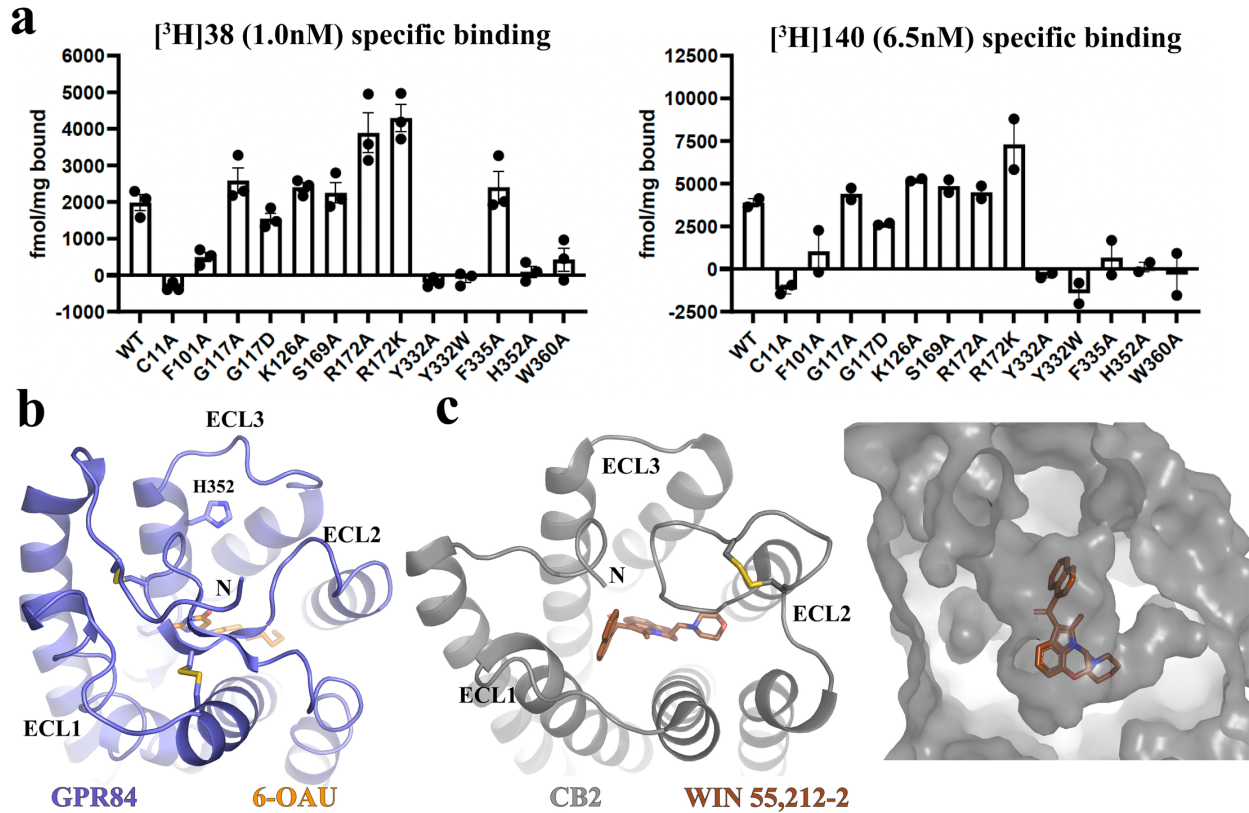 a
[³H]38 (1.0nM) specific binding
fmol/mg bound
6000
5000
4000
3000
2000
1000
0
-1000
WT
C11A
F101A
G117A
G117D
K126A
S169A
R172A
R172K
Y332A
Y332W
F335A
H352A
W360A
[³H]140 (6.5nM) specific binding
fmol/mg bound
12500
10000
7500
5000
2500
0
-2500
WT
C11A
F101A
G117A
G117D
K126A
S169A
R172A
R172K
Y332A
Y332W
F335A
H352A
W360A
b
ECL3
H352
ECL2
N
ECL1
GPR84 6-OAU
c
ECL3
N
ECL2
ECL1
CB2 WIN 55,212-2